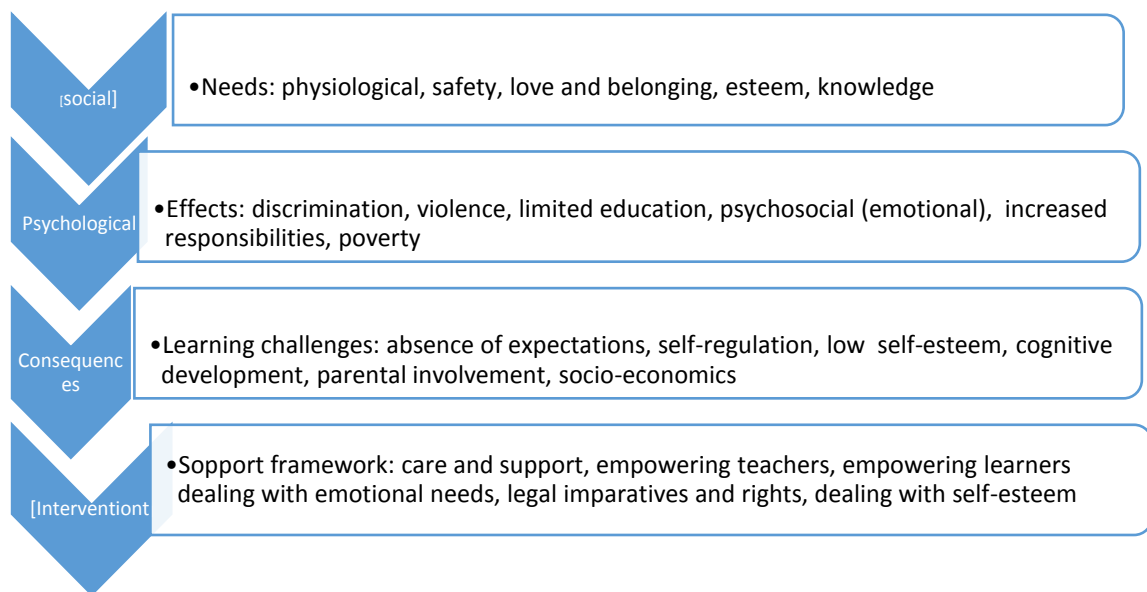 [social]
•Needs: physiological, safety, love and belonging, esteem, knowledge
Psychological
•Effects: discrimination, violence, limited education, psychosocial (emotional), increased
responsibilities, poverty
Consequenc
es
•Learning challenges: absence of expectations, self-regulation, low self-esteem, cognitive
development, parental involvement, socio-economics
[Interventiont
•Sopport framework: care and support, empowering teachers, empowering learners
dealing with emotional needs, legal imparatives and rights, dealing with self-esteem